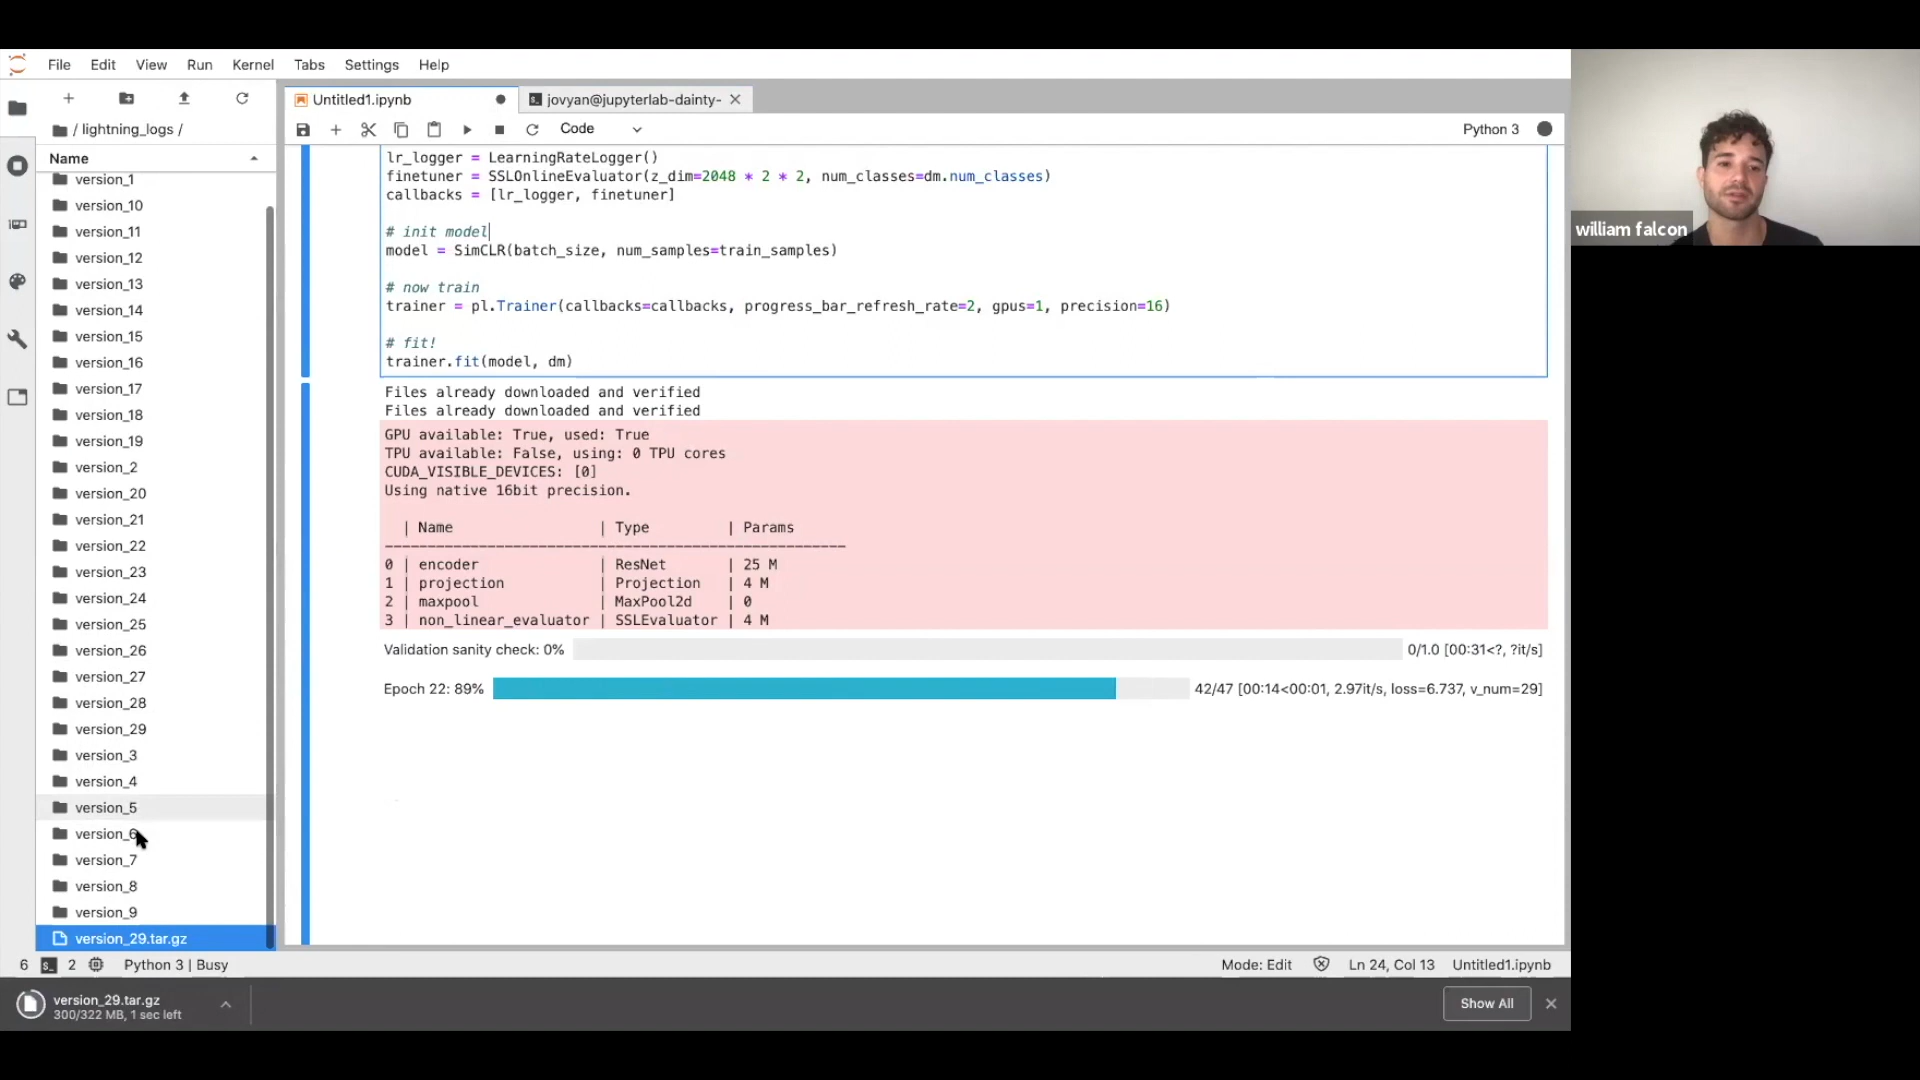 File Edit View Run Kernel Tabs Settings Help
Untitled1.ipynb
jovyan@jupyterlab-dainty-
/ lightning_logs /
Code
Python 3
Name
version_1
version_10
version_11
version_12
version_13
version_14
version_15
version_16
version_17
version_18
version_19
version_2
version_20
version_21
version_22
version_23
version_24
version_25
version_26
version_27
version_28
version_29
version_3
version_4
version_5
version_6
version_7
version_8
version_9
version_29.tar.gz
lr_logger = LearningRateLogger()
finetuner = SSLOnlineEvaluator(z_dim=2048 * 2 * 2, num_classes=dm.num_classes)
callbacks = [lr_logger, finetuner]
# init model
model = SimCLR(batch_size, num_samples=train_samples)
# now train
trainer = pl.Trainer(callbacks=callbacks, progress_bar_refresh_rate=2, gpus=1, precision=16)
# fit!
trainer.fit(model, dm)
Files already downloaded and verified
Files already downloaded and verified
GPU available: True, used: True
TPU available: False, using: 0 TPU cores
CUDA_VISIBLE_DEVICES: [0]
Using native 16bit precision.
| Name | Type | Params
0 | encoder | ResNet | 25 M
1 | projection | Projection | 4 M
2 | maxpool | MaxPool2d | 0
3 | non_linear_evaluator | SSLEvaluator | 4 M
Validation sanity check: 0% 0/1.0 [00:31<?, ?it/s]
Epoch 22: 89% 42/47 [00:14<00:01, 2.97it/s, loss=6.737, v_num=29]
6 2 Python 3 | Busy
Mode: Edit Ln 24, Col 13 Untitled1.ipynb
version_29.tar.gz
300/322 MB, 1 sec left
Show All
william falcon